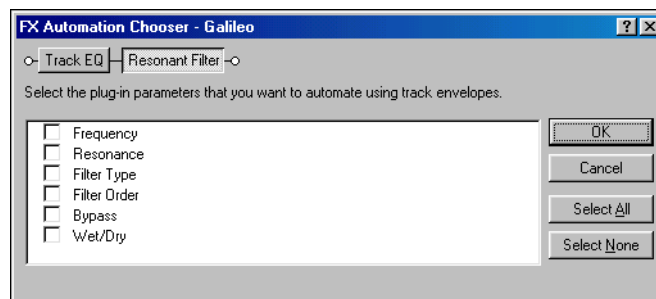 FX Automation Chooser - Galileo
Track EQ Resonant Filter
Select the plug-in parameters that you want to automate using track envelopes.
Frequency
Resonance
Filter Type
Filter Order
Bypass
Wet/Dry
OK
Cancel
Select All
Select None